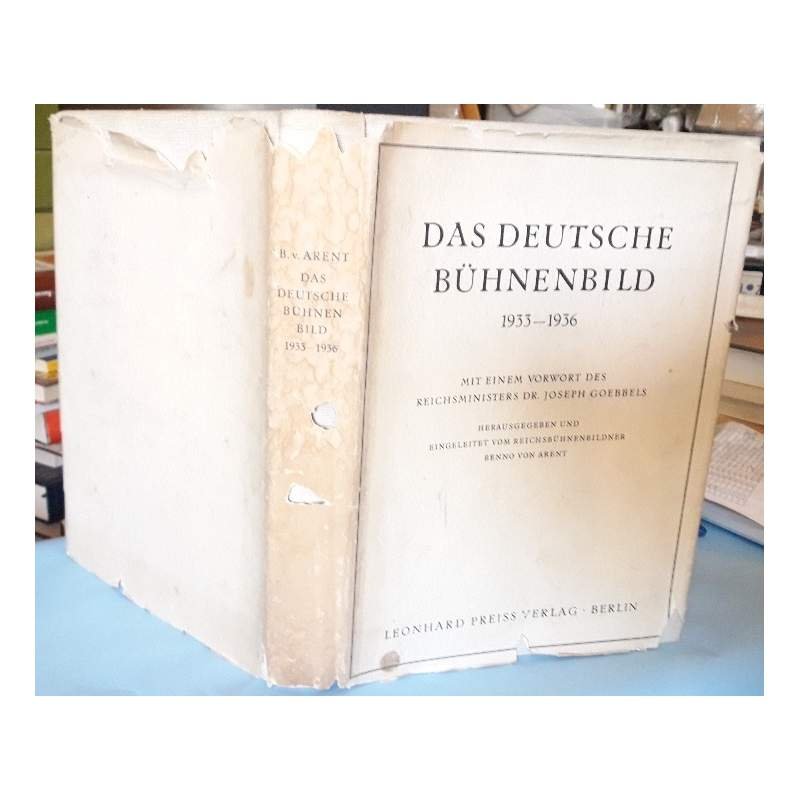 B. v. ARENT
DAS
DEUTSCHE
BÜHNEN
BILD
1933–1936
DAS DEUTSCHE
BÜHNENBILD
1933—1936
MIT EINEM VORWORT DES
REICHSMINISTERS DR. JOSEPH GOEBBELS
HERAUSGEGEBEN UND
EINGELEITET VOM REICHSBÜHNENBILDNER
BENNO VON ARENT
LEONHARD PREISS VERLAG · BERLIN